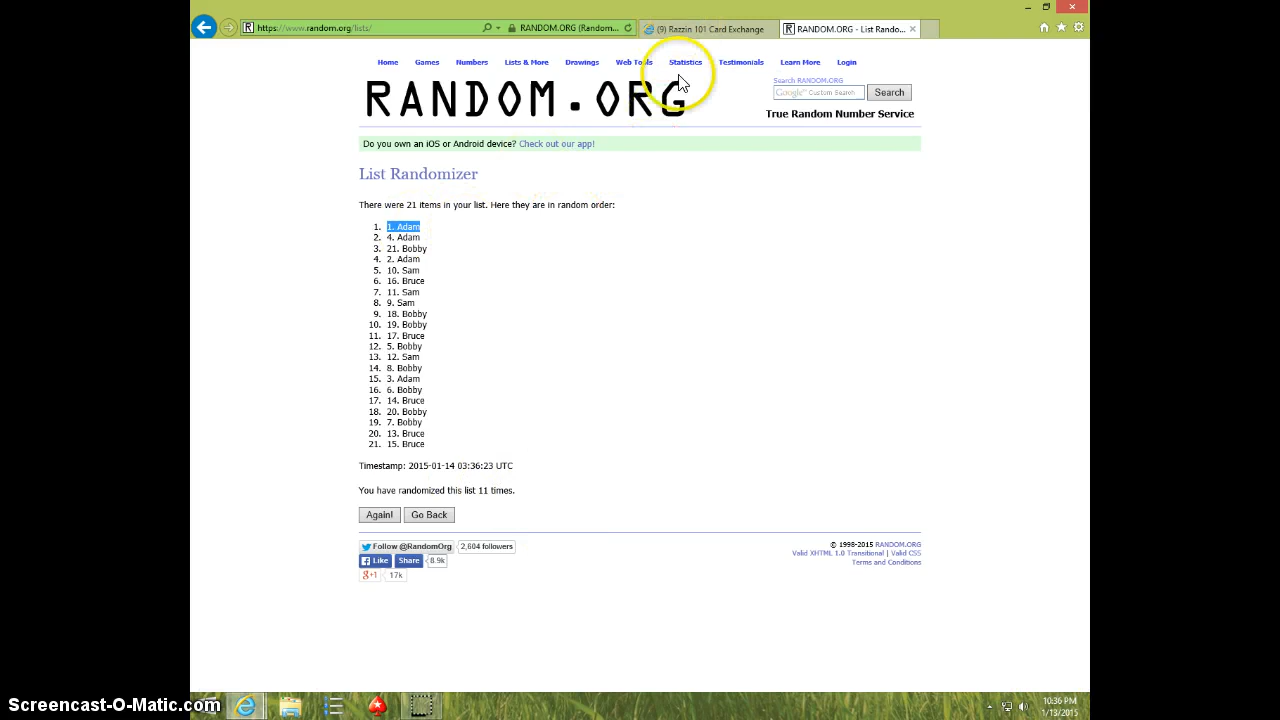 https://www.random.org/lists/
RANDOM.ORG (Random...
(9) Razzin 101 Card Exchange
RANDOM.ORG - List Rando...
Home Games Numbers Lists & More Drawings Web Tools Statistics Testimonials Learn More Login
Search RANDOM.ORG
RANDOM.ORG
Google™ Custom Search
Search
True Random Number Service
Do you own an iOS or Android device? Check out our app!
List Randomizer
There were 21 items in your list. Here they are in random order:
1. 1. Adam
2. 4. Adam
3. 21. Bobby
4. 2. Adam
5. 10. Sam
6. 16. Bruce
7. 11. Sam
8. 9. Sam
9. 18. Bobby
10. 19. Bobby
11. 17. Bruce
12. 5. Bobby
13. 12. Sam
14. 8. Bobby
15. 3. Adam
16. 6. Bobby
17. 14. Bruce
18. 20. Bobby
19. 7. Bobby
20. 13. Bruce
21. 15. Bruce
Timestamp: 2015-01-14 03:36:23 UTC
You have randomized this list 11 times.
Again! Go Back
Follow @RandomOrg 2,604 followers
Like Share 8.9k
g+1 17k
© 1998-2015 RANDOM.ORG
Valid XHTML 1.0 Transitional | Valid CSS
Terms and Conditions
Screencast-O-Matic.com
10:36 PM
1/13/2015